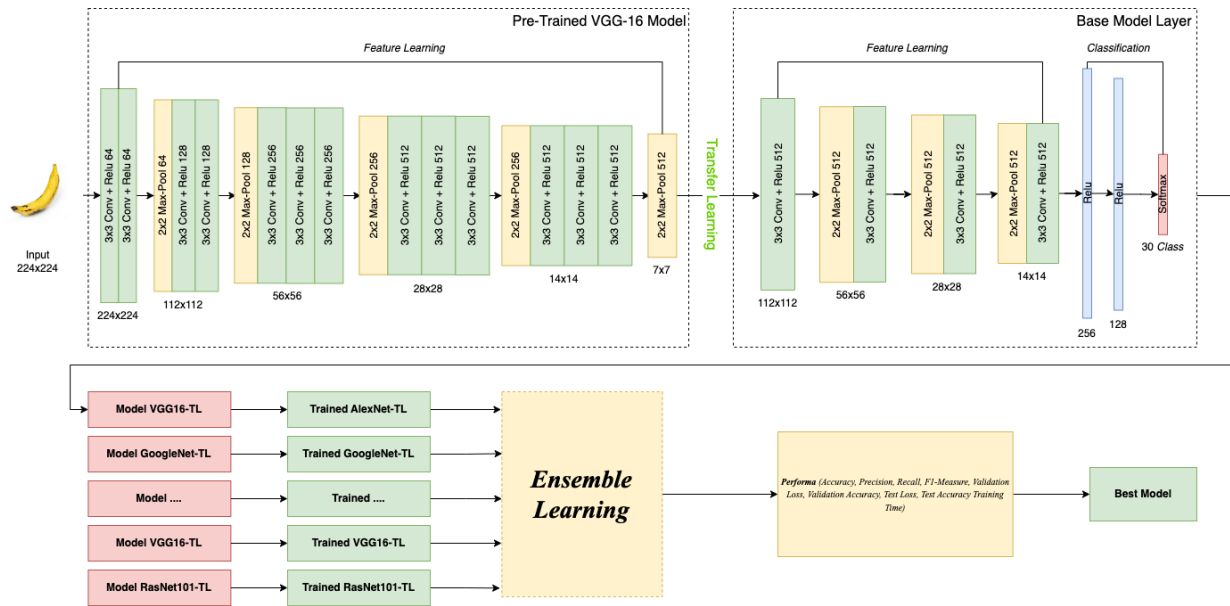 Pre-Trained VGG-16 Model
Feature Learning
Input
224x224
3x3 Conv + Relu 64
3x3 Conv + Relu 64
224x224
2x2 Max-Pool 64
3x3 Conv + Relu 128
3x3 Conv + Relu 128
112x112
2x2 Max-Pool 128
3x3 Conv + Relu 256
3x3 Conv + Relu 256
3x3 Conv + Relu 256
56x56
2x2 Max-Pool 256
3x3 Conv + Relu 512
3x3 Conv + Relu 512
3x3 Conv + Relu 512
28x28
2x2 Max-Pool 256
3x3 Conv + Relu 512
3x3 Conv + Relu 512
3x3 Conv + Relu 512
14x14
2x2 Max-Pool 512
7x7
Transfer Learning
Base Model Layer
Feature Learning
Classification
3x3 Conv + Relu 512
112x112
2x2 Max-Pool 512
3x3 Conv + Relu 512
56x56
2x2 Max-Pool 512
3x3 Conv + Relu 512
28x28
2x2 Max-Pool 512
3x3 Conv + Relu 512
14x14
Relu
256
Relu
128
Softmax
30 Class
Model VGG16-TL
Trained AlexNet-TL
Model GoogleNet-TL
Trained GoogleNet-TL
Model ....
Trained ....
Model VGG16-TL
Trained VGG16-TL
Model RasNet101-TL
Trained RasNet101-TL
Ensemble
Learning
Performa (Accuracy, Precision, Recall, F1-Measure, Validation
Loss, Validation Accuracy, Test Loss, Test Accuracy Training
Time)
Best Model